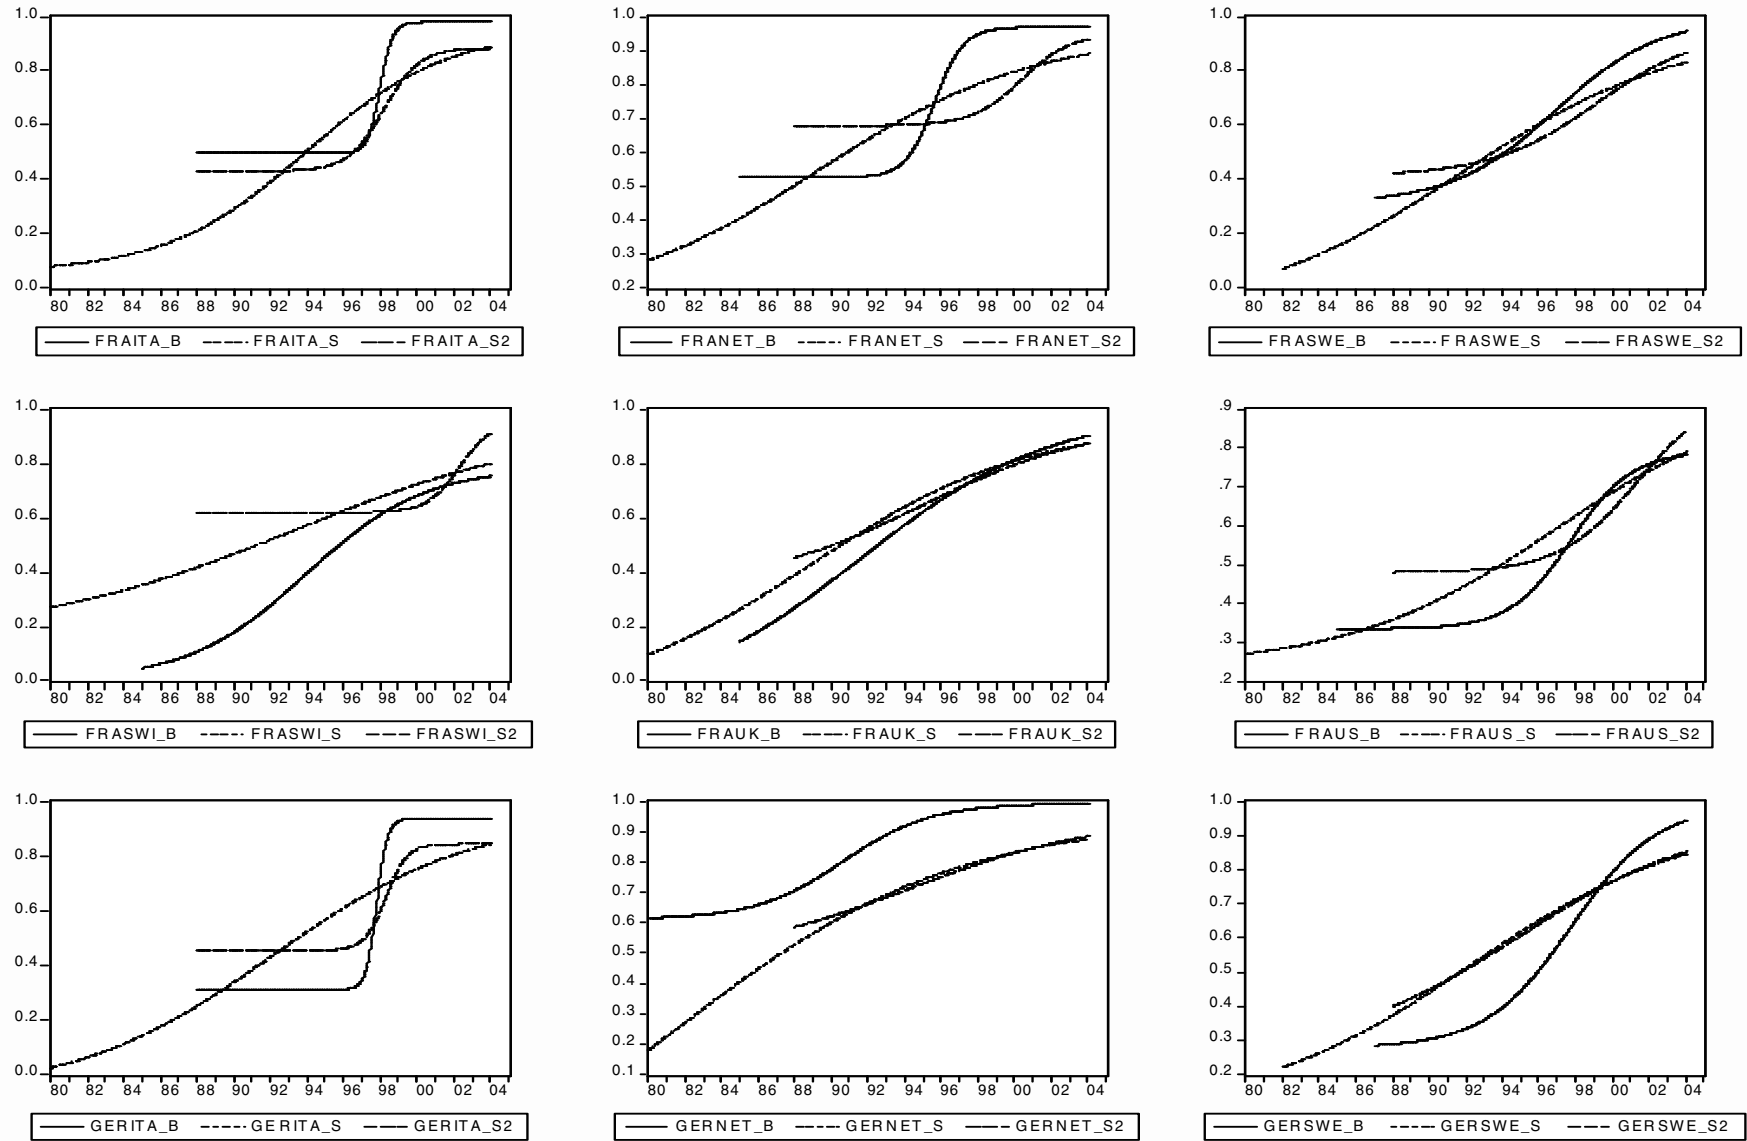 1.0 1.0 1.0
0.8 0.9 0.8
0.6 0.8 0.6
0.4 0.7 0.4
0.2 0.6 0.2
0.0 0.5 0.0
0.4
0.3
0.2
80 82 84 86 88 90 92 94 96 98 00 02 04
80 82 84 86 88 90 92 94 96 98 00 02 04
80 82 84 86 88 90 92 94 96 98 00 02 04
FRAITA_B FRAITA_S FRAITA_S2
FRANET_B FRANET_S FRANET_S2
FRASWE_B FRASWE_S FRASWE_S2
1.0 1.0 .9
0.8 0.8 .8
0.6 0.6 .7
0.4 0.4 .6
0.2 0.2 .5
0.0 0.0 .4
.3
.2
80 82 84 86 88 90 92 94 96 98 00 02 04
80 82 84 86 88 90 92 94 96 98 00 02 04
80 82 84 86 88 90 92 94 96 98 00 02 04
FRASWI_B FRASWI_S FRASWI_S2
FRAUK_B FRAUK_S FRAUK_S2
FRAUS_B FRAUS_S FRAUS_S2
1.0 1.0 1.0
0.8 0.9 0.9
0.6 0.8 0.8
0.4 0.7 0.7
0.2 0.6 0.6
0.0 0.5 0.5
0.4 0.4
0.3 0.3
0.2 0.2
0.1
80 82 84 86 88 90 92 94 96 98 00 02 04
80 82 84 86 88 90 92 94 96 98 00 02 04
80 82 84 86 88 90 92 94 96 98 00 02 04
GERITA_B GERITA_S GERITA_S2
GERNET_B GERNET_S GERNET_S2
GERSWE_B GERSWE_S GERSWE_S2